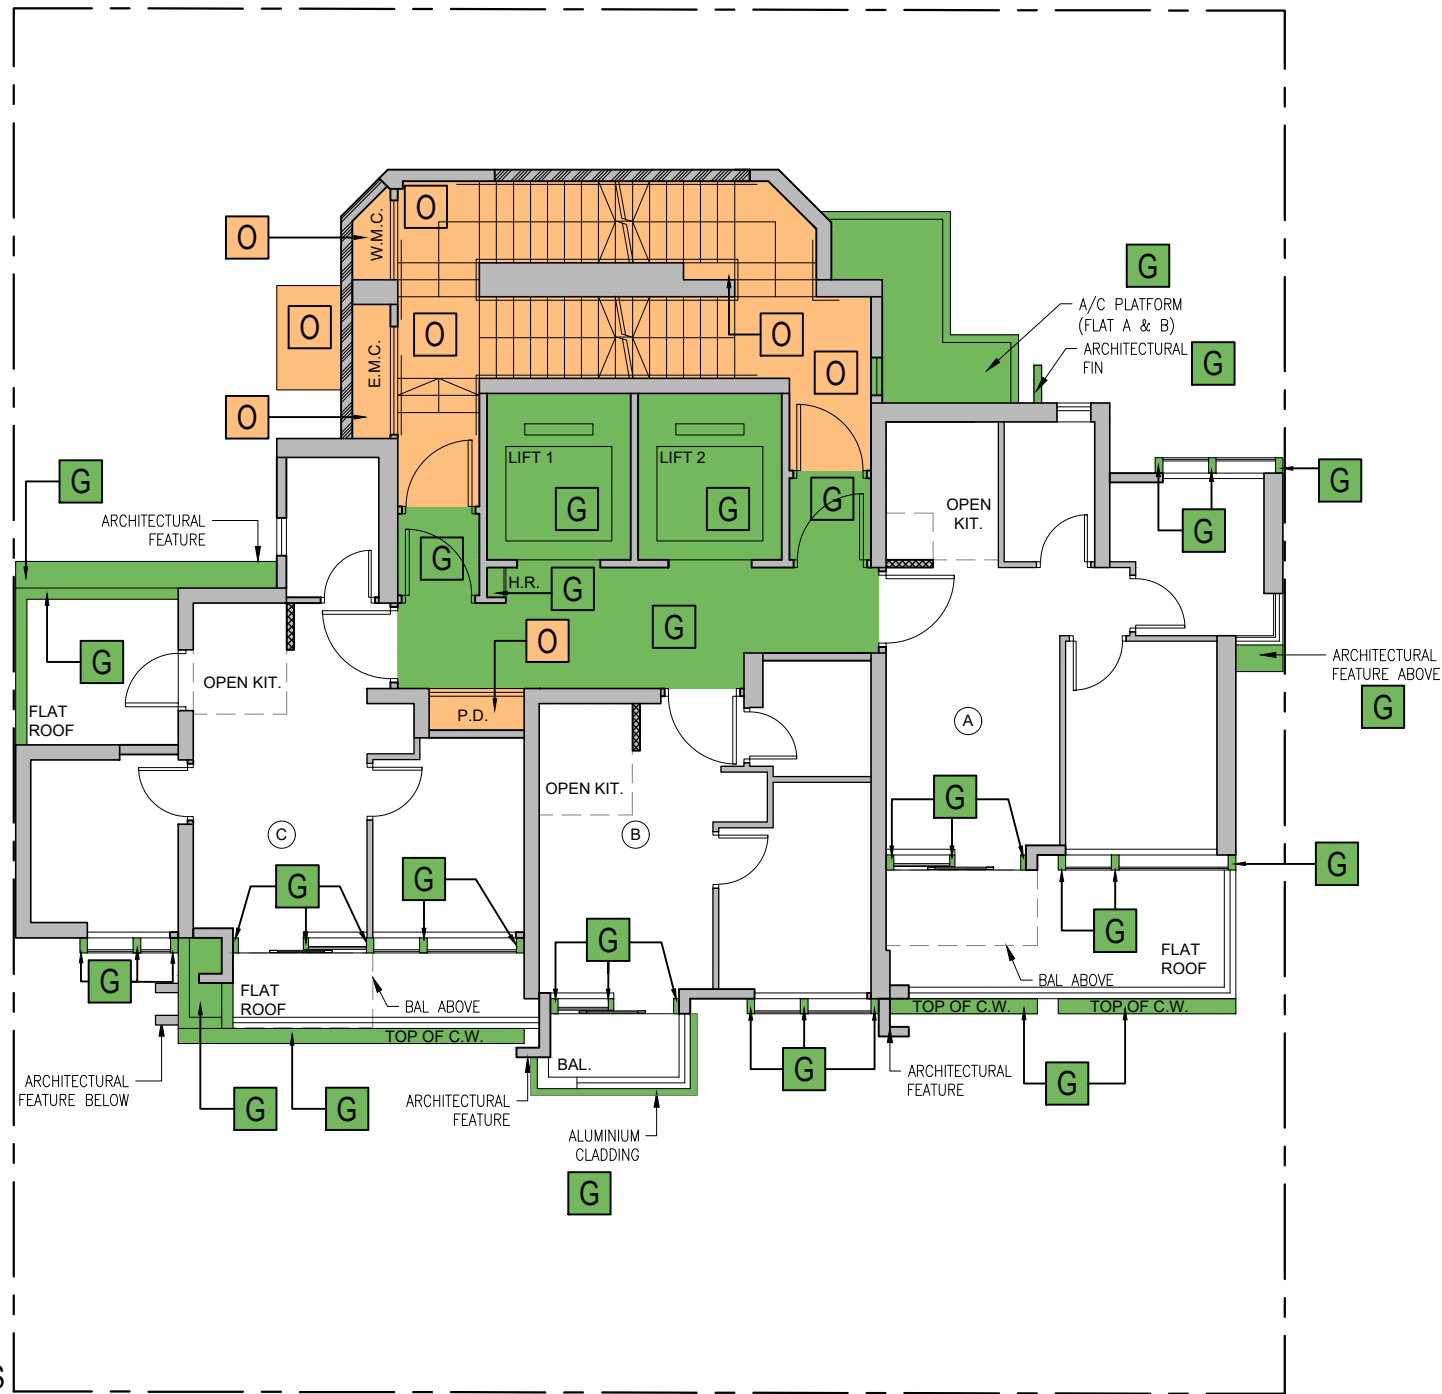 O
W.M.C.
O
G
O
O
A/C PLATFORM
(FLAT A & B)
O
E.M.C.
O
ARCHITECTURAL
FIN
G
O
O
LIFT 1
LIFT 2
G
G
G
G
G
OPEN
KIT.
G
G
ARCHITECTURAL
FEATURE
G
H.R.
G
G
O
G
OPEN KIT.
ARCHITECTURAL
FEATURE ABOVE
G
FLAT
ROOF
P.D.
A
OPEN KIT.
G
C
B
G
G
G
G
G
G
FLAT
ROOF
BAL ABOVE
G
FLAT
ROOF
BAL ABOVE
TOP OF C.W.
TOP OF C.W.
TOP OF C.W.
BAL.
G
ARCHITECTURAL
FEATURE
G
ARCHITECTURAL
FEATURE BELOW
G
G
ARCHITECTURAL
FEATURE
ALUMINIUM
CLADDING
G